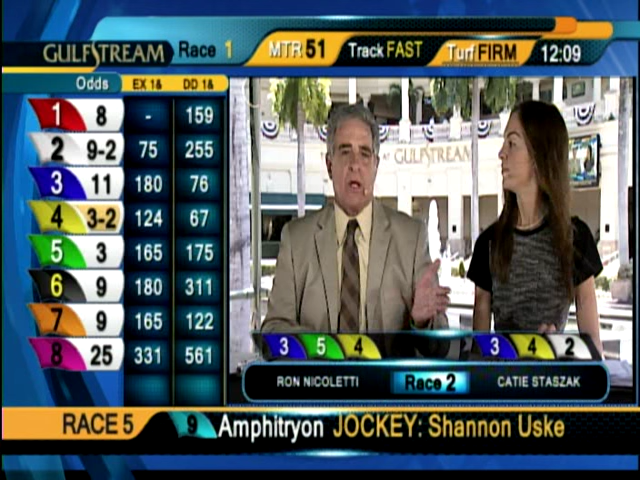 GULFSTREAM Race 1 MTR 51 Track FAST Turf FIRM 12:09
Odds EX 1& DD 1&
1 8 - 159
2 9-2 75 255
3 11 180 76
4 3-2 124 67
5 3 165 175
6 9 180 311
7 9 165 122
8 25 331 561
AT GULFSTREAM
3 5 4 3 4 2
RON NICOLETTI Race 2 CATIE STASZAK
RACE 5 9 Amphitryon JOCKEY: Shannon Uske